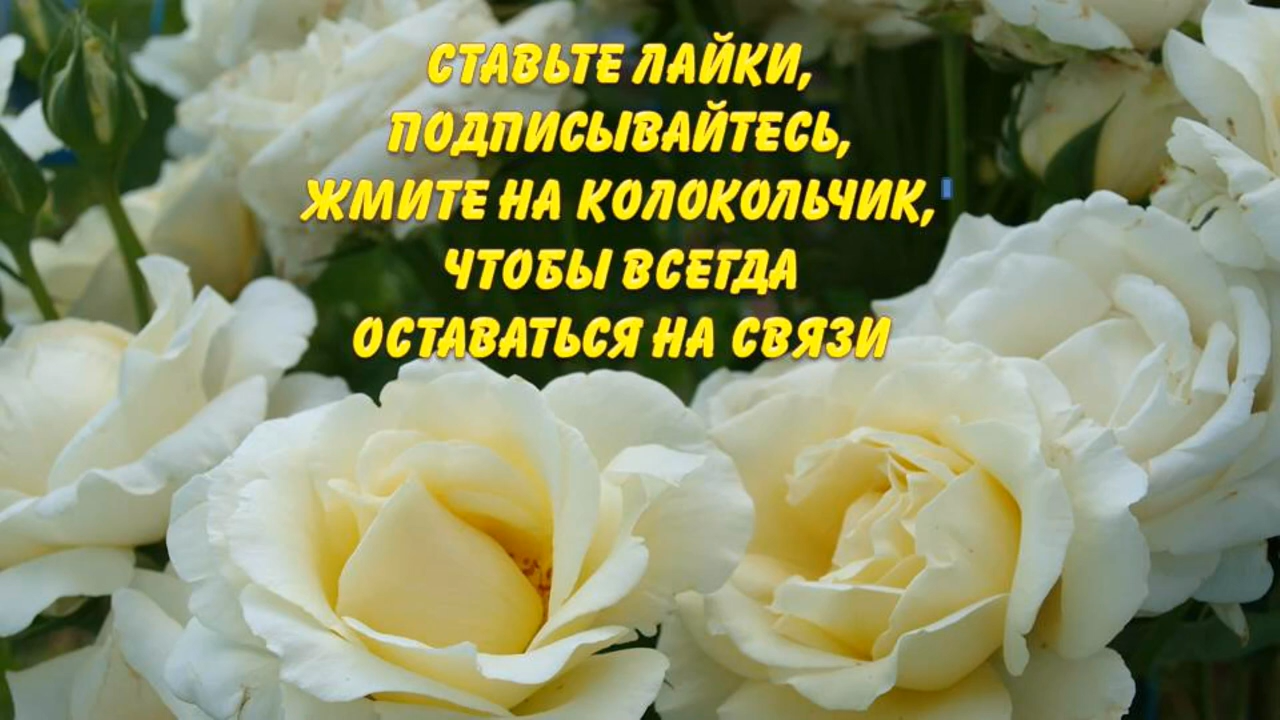 СТАВЬТЕ ЛАЙКИ,
ПОДПИСЫВАЙТЕСЬ,
ЖМИТЕ НА КОЛОКОЛЬЧИК,
ЧТОБЫ ВСЕГДА
ОСТАВАТЬСЯ НА СВЯЗИ